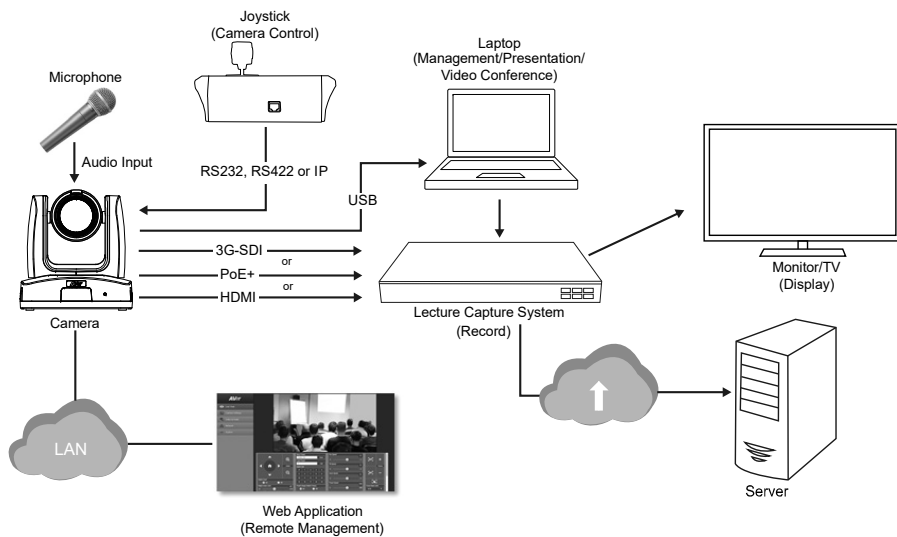 Joystick
(Camera Control)
Laptop
(Management/Presentation/
Video Conference)
Microphone
Audio Input
RS232, RS422 or IP
USB
3G-SDI
or
PoE+
or
HDMI
Camera
Lecture Capture System
(Record)
Monitor/TV
(Display)
LAN
AVer
Web Application
(Remote Management)
Server